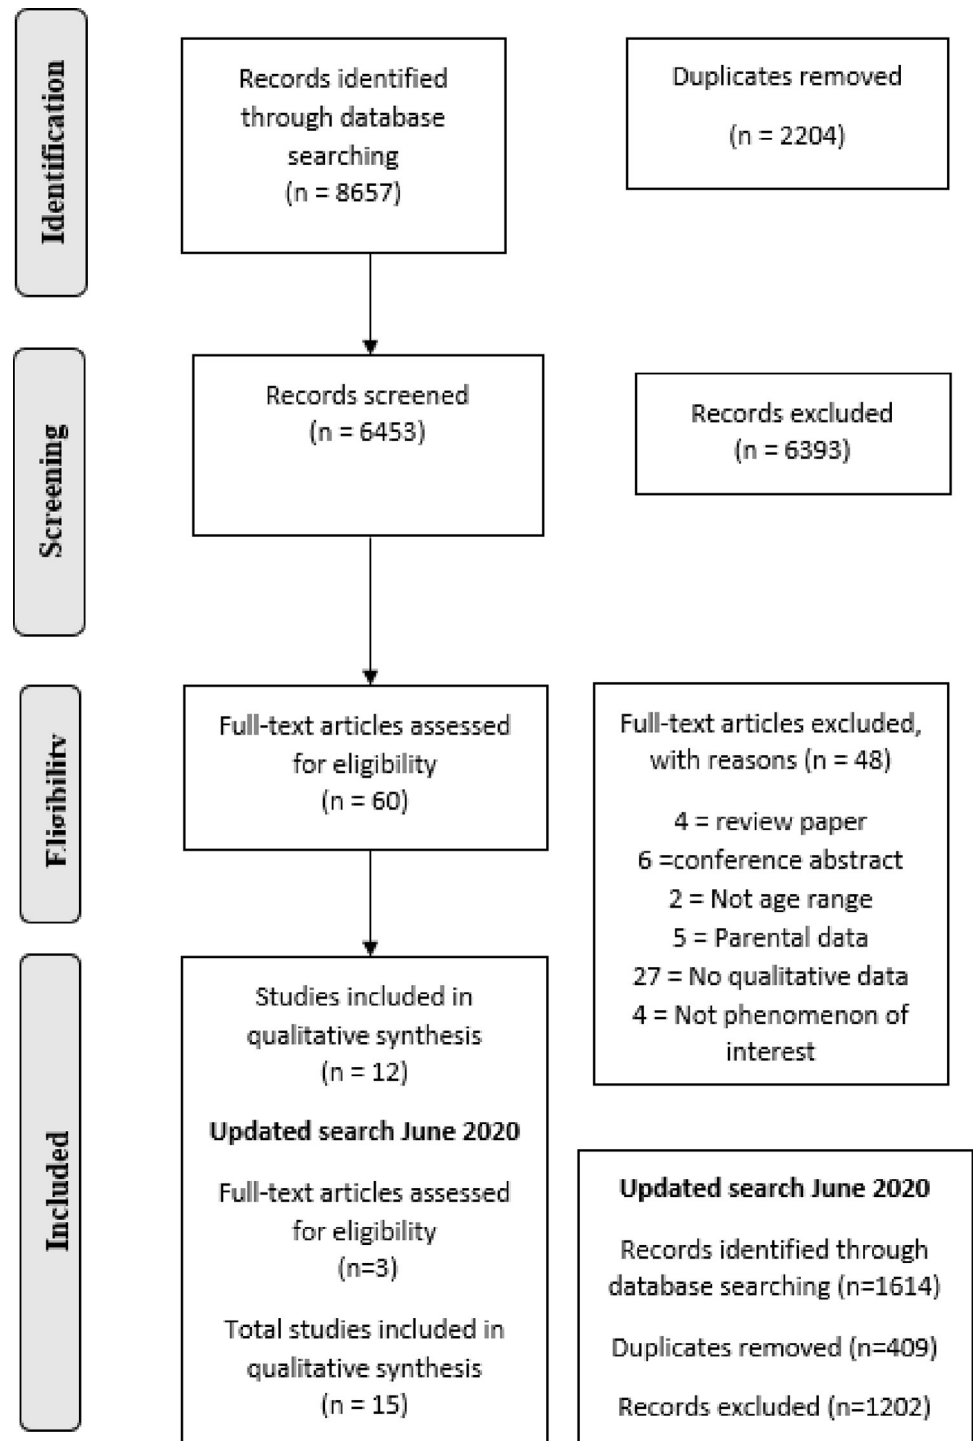 Identification
Records identified
through database
searching
(n = 8657)
Duplicates removed
(n = 2204)
Screening
Records screened
(n = 6453)
Records excluded
(n = 6393)
Eligibility
Full-text articles assessed
for eligibility
(n = 60)
Full-text articles excluded,
with reasons (n = 48)
4 = review paper
6 =conference abstract
2 = Not age range
5 = Parental data
27 = No qualitative data
4 = Not phenomenon of
interest
Included
Studies included in
qualitative synthesis
(n = 12)
Updated search June 2020
Full-text articles assessed
for eligibility
(n=3)
Total studies included in
qualitative synthesis
(n = 15)
Updated search June 2020
Records identified through
database searching (n=1614)
Duplicates removed (n=409)
Records excluded (n=1202)